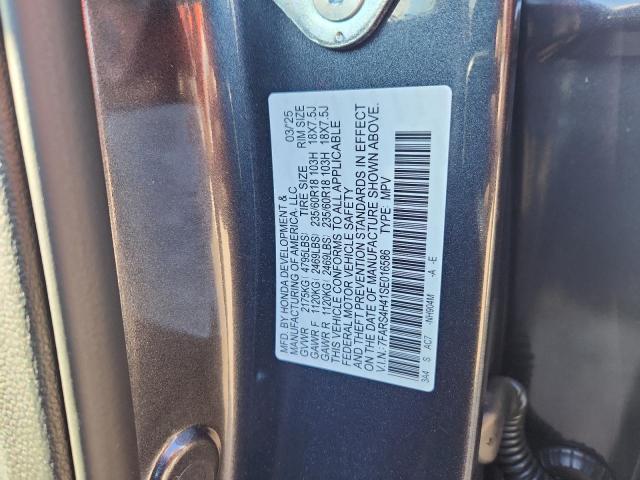 MFD. BY HONDA DEVELOPMENT &
MANUFACTURING OF AMERICA, LLC 03/25
GVWR 2175KG( 4795LBS) TIRE SIZE RIM SIZE
GAWR F 1120KG( 2469LBS) 235/60R18 103H 18X7.5J
GAWR R 1120KG( 2469LBS) 235/60R18 103H 18X7.5J
THIS VEHICLE CONFORMS TO ALL APPLICABLE
FEDERAL MOTOR VEHICLE SAFETY
AND THEFT PREVENTION STANDARDS IN EFFECT
ON THE DATE OF MANUFACTURE SHOWN ABOVE.
V.I.N.:7FARS4H41SE016586 TYPE: MPV
3A4 S AC7 -NH904M -A -E